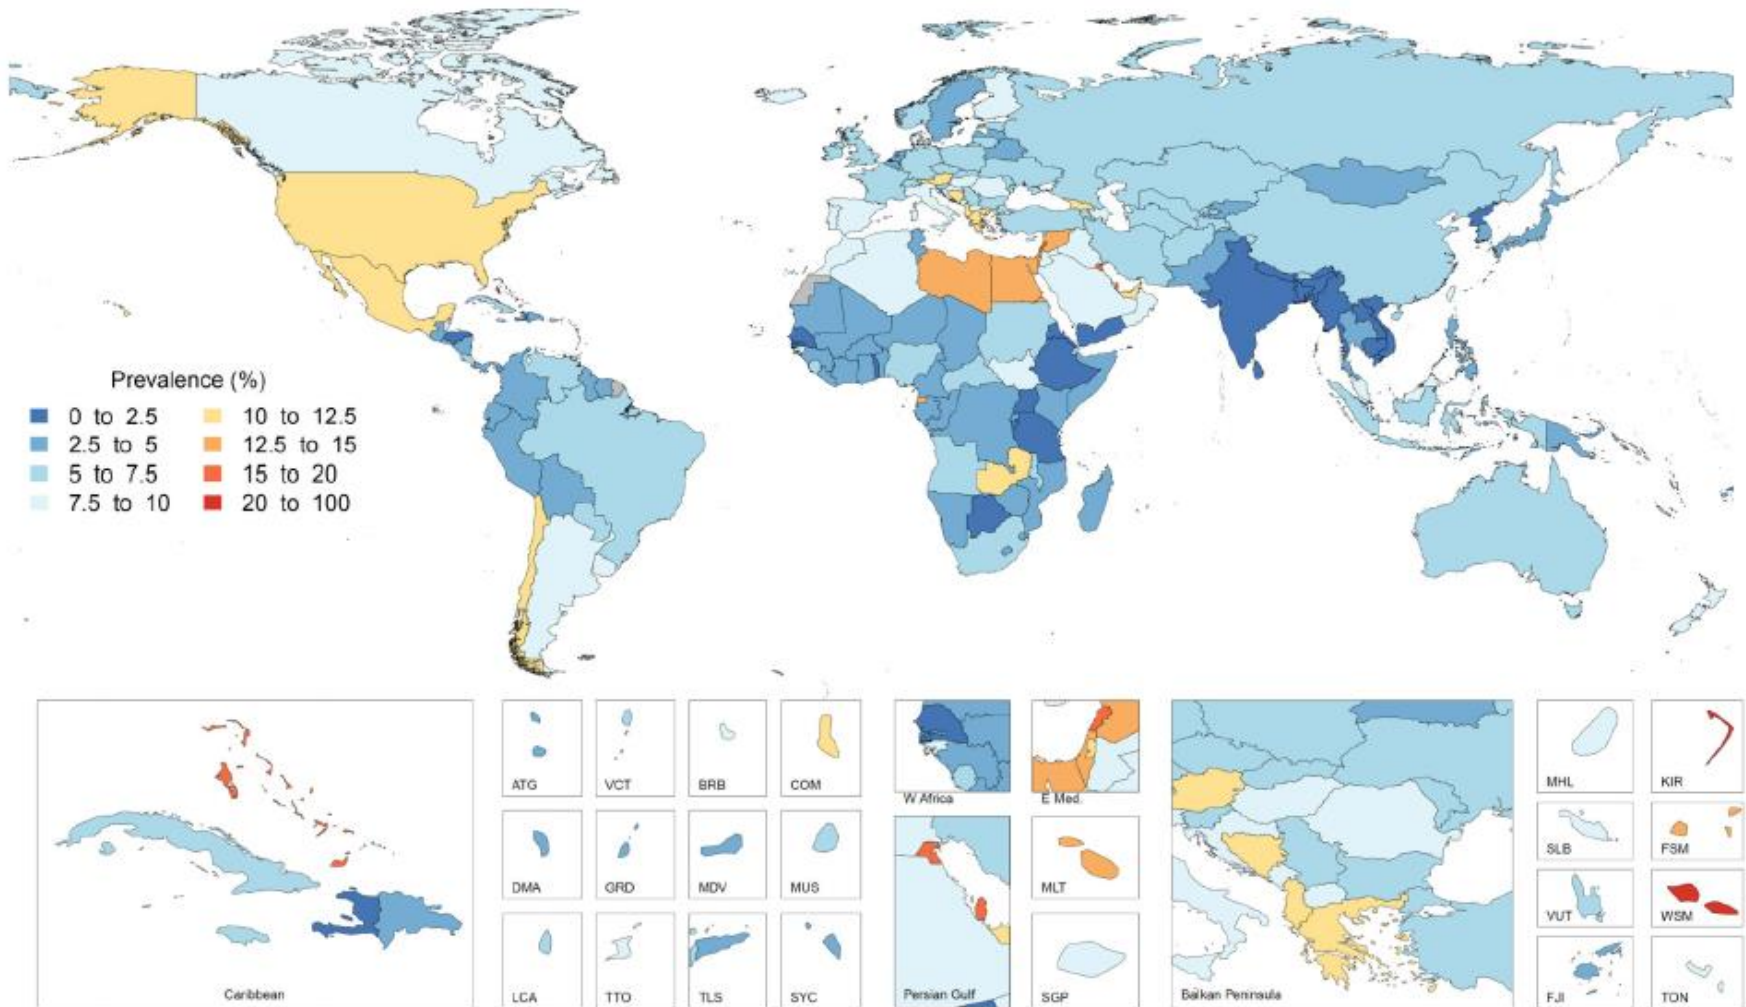 Prevalence (%)
0 to 2.5
10 to 12.5
2.5 to 5
12.5 to 15
5 to 7.5
15 to 20
7.5 to 10
20 to 100
ATG
VCT
BRB
COM
W Africa
E Med.
MHL
KIR
SLB
FSM
DMA
GRD
MDV
MUS
MLT
VUT
WSM
Caribbean
LCA
TTO
TLS
SYC
Persian Gulf
SGP
Balkan Peninsula
FJI
TON